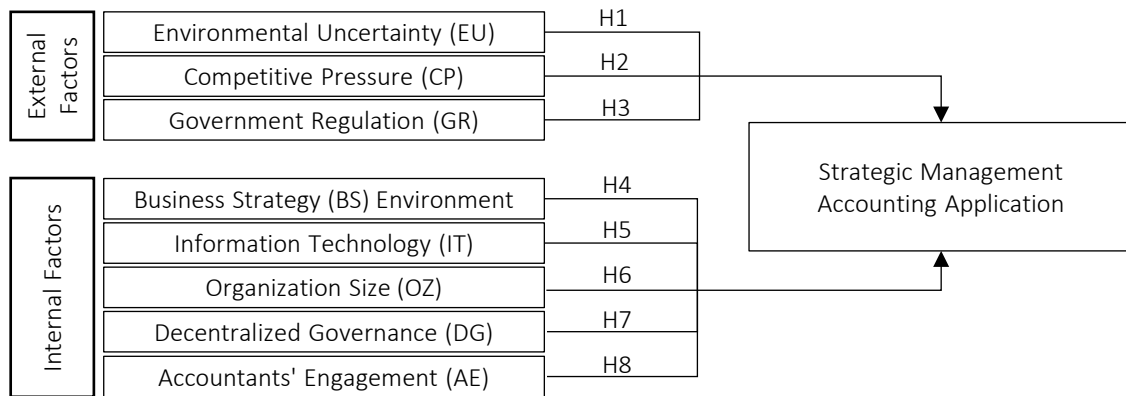 External
Factors
Environmental Uncertainty (EU)
H1
Competitive Pressure (CP)
H2
Government Regulation (GR)
H3
Strategic Management
Accounting Application
Internal Factors
Business Strategy (BS) Environment
H4
Information Technology (IT)
H5
Organization Size (OZ)
H6
Decentralized Governance (DG)
H7
Accountants' Engagement (AE)
H8